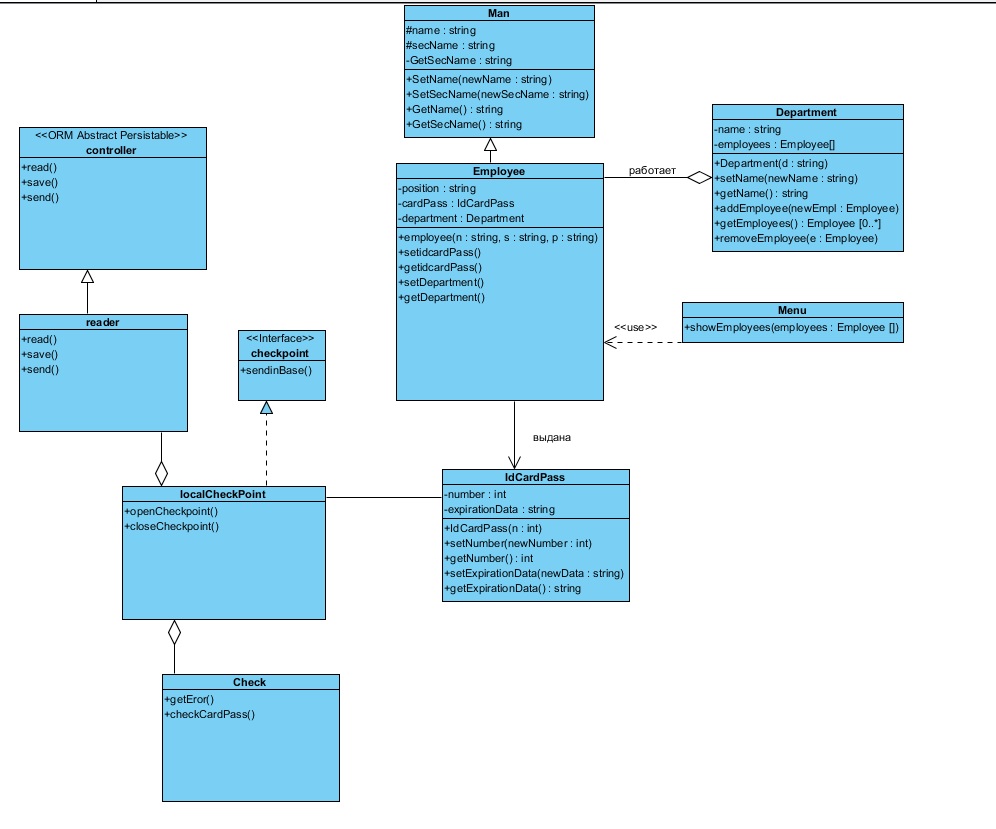 Man
#name : string
#secName : string
-GetSecName : string
+SetName(newName : string)
+SetSecName(newSecName : string)
+GetName() : string
+GetSecName() : string
Department
-name : string
-employees : Employee[]
+Department(d : string)
+setName(newName : string)
+getName() : string
+addEmployee(newEmpl : Employee)
+getEmployees() : Employee [0..*]
+removeEmployee(e : Employee)
<<ORM Abstract Persistable>>
controller
+read()
+save()
+send()
Employee
-position : string
-cardPass : IdCardPass
-department : Department
+employee(n : string, s : string, p : string)
+setidcardPass()
+getidcardPass()
+setDepartment()
+getDepartment()
работает
Menu
+showEmployees(employees : Employee [])
<<use>>
reader
+read()
+save()
+send()
<<Interface>>
checkpoint
+sendinBase()
выдана
IdCardPass
-number : int
-expirationData : string
+IdCardPass(n : int)
+setNumber(newNumber : int)
+getNumber() : int
+setExpirationData(newData : string)
+getExpirationData() : string
localCheckPoint
+openCheckpoint()
+closeCheckpoint()
Check
+getEror()
+checkCardPass()